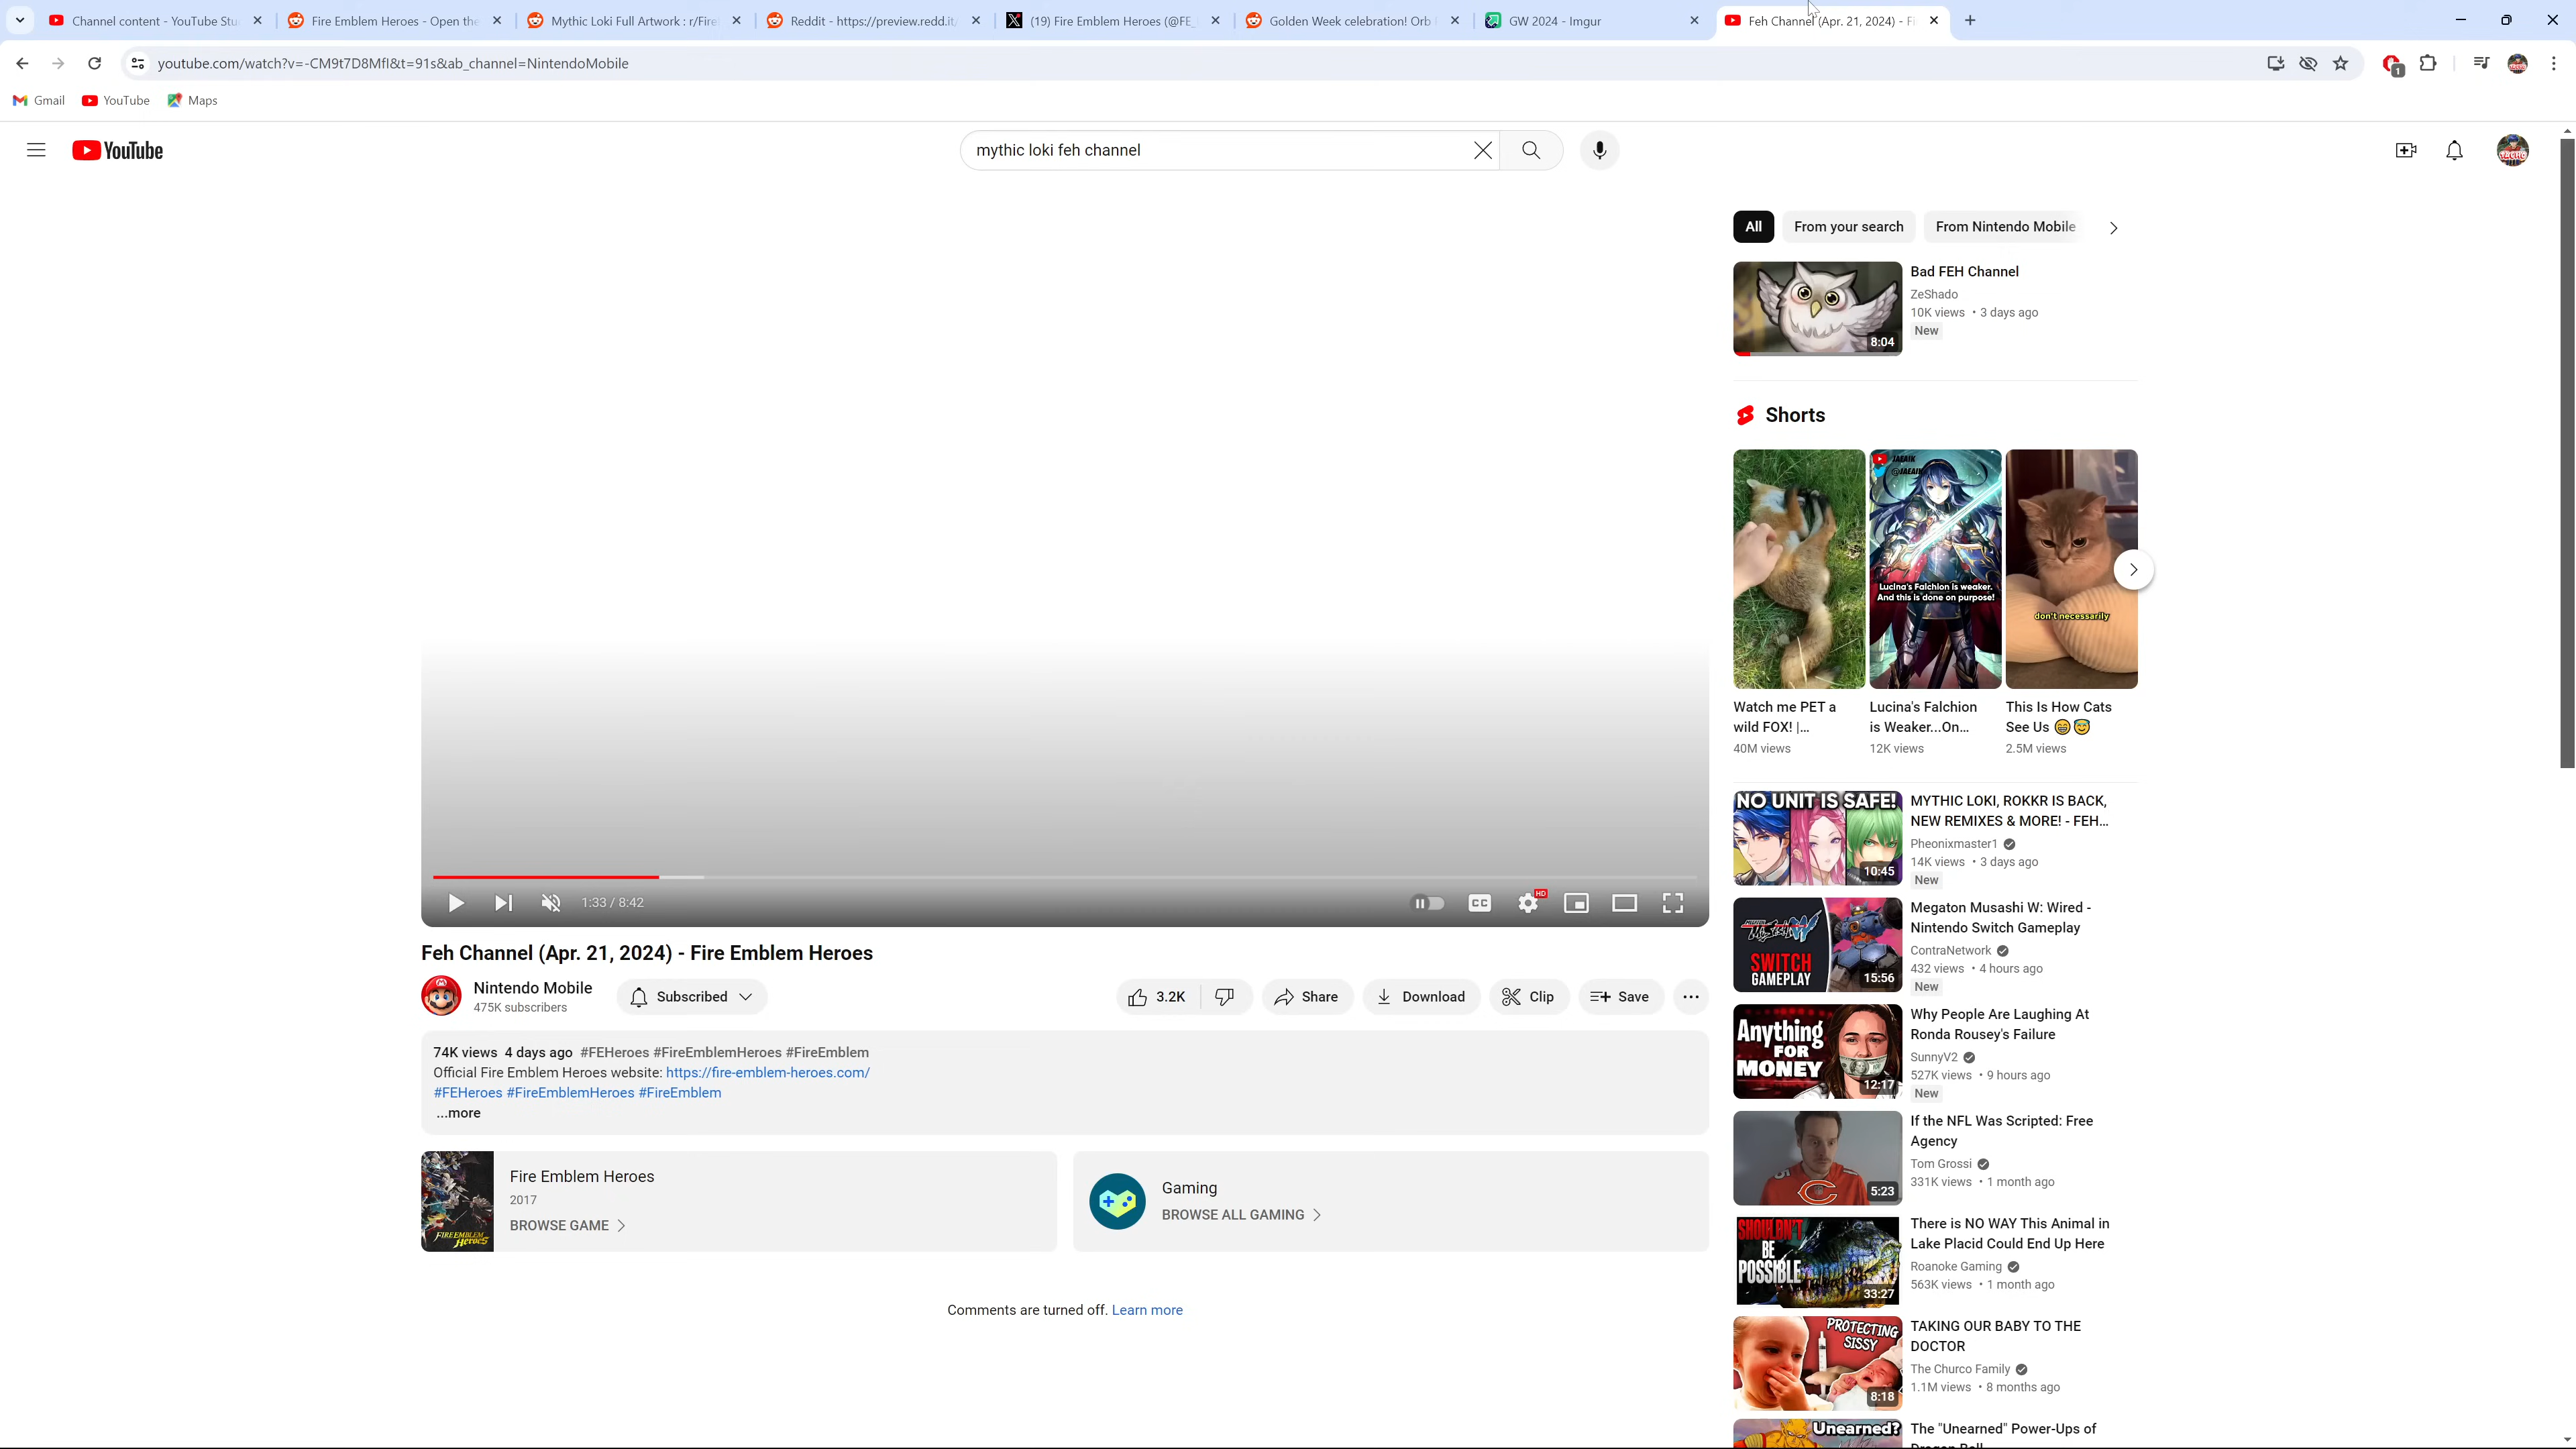 Channel content - YouTube Stu
Fire Emblem Heroes - Open the
Mythic Loki Full Artwork : r/Fire
Reddit - https://preview.redd.it/
(19) Fire Emblem Heroes (@FE_
Golden Week celebration! Orb
GW 2024 - Imgur
Feh Channel (Apr. 21, 2024) - Fi
youtube.com/watch?v=-CM9t7D8MfI&t=91s&ab_channel=NintendoMobile
1
Gmail
YouTube
Maps
YouTube
mythic loki feh channel
All
From your search
From Nintendo Mobile
Bad FEH Channel
ZeShado
10K views • 3 days ago
New
8:04
Shorts
JAEAIK
@JAEAIK
Lucina's Falchion is weaker.
And this is done on purpose!
don't necessarily
Watch me PET a
wild FOX! |...
40M views
Lucina's Falchion
is Weaker...On...
12K views
This Is How Cats
See Us 😁😇
2.5M views
NO UNIT IS SAFE!
10:45
MYTHIC LOKI, ROKKR IS BACK,
NEW REMIXES & MORE! - FEH...
Pheonixmaster1
14K views • 3 days ago
New
SWITCH
GAMEPLAY
15:56
Megaton Musashi W: Wired -
Nintendo Switch Gameplay
ContraNetwork
432 views • 4 hours ago
New
Anything
FOR
MONEY
12:17
Why People Are Laughing At
Ronda Rousey's Failure
SunnyV2
527K views • 9 hours ago
New
5:23
If the NFL Was Scripted: Free
Agency
Tom Grossi
331K views • 1 month ago
SHOULDN'T
BE
POSSIBLE
33:27
There is NO WAY This Animal in
Lake Placid Could End Up Here
Roanoke Gaming
563K views • 1 month ago
PROTECTING
SISSY
8:18
TAKING OUR BABY TO THE
DOCTOR
The Churco Family
1.1M views • 8 months ago
Unearned?
The "Unearned" Power-Ups of
Dragon Ball
1:33 / 8:42
CC
HD
Feh Channel (Apr. 21, 2024) - Fire Emblem Heroes
Nintendo Mobile
475K subscribers
Subscribed
3.2K
Share
Download
Clip
Save
74K views 4 days ago #FEHeroes #FireEmblemHeroes #FireEmblem
Official Fire Emblem Heroes website: https://fire-emblem-heroes.com/
#FEHeroes #FireEmblemHeroes #FireEmblem
...more
FIRE EMBLEM
Heroes
Fire Emblem Heroes
2017
BROWSE GAME
Gaming
BROWSE ALL GAMING
Comments are turned off. Learn more